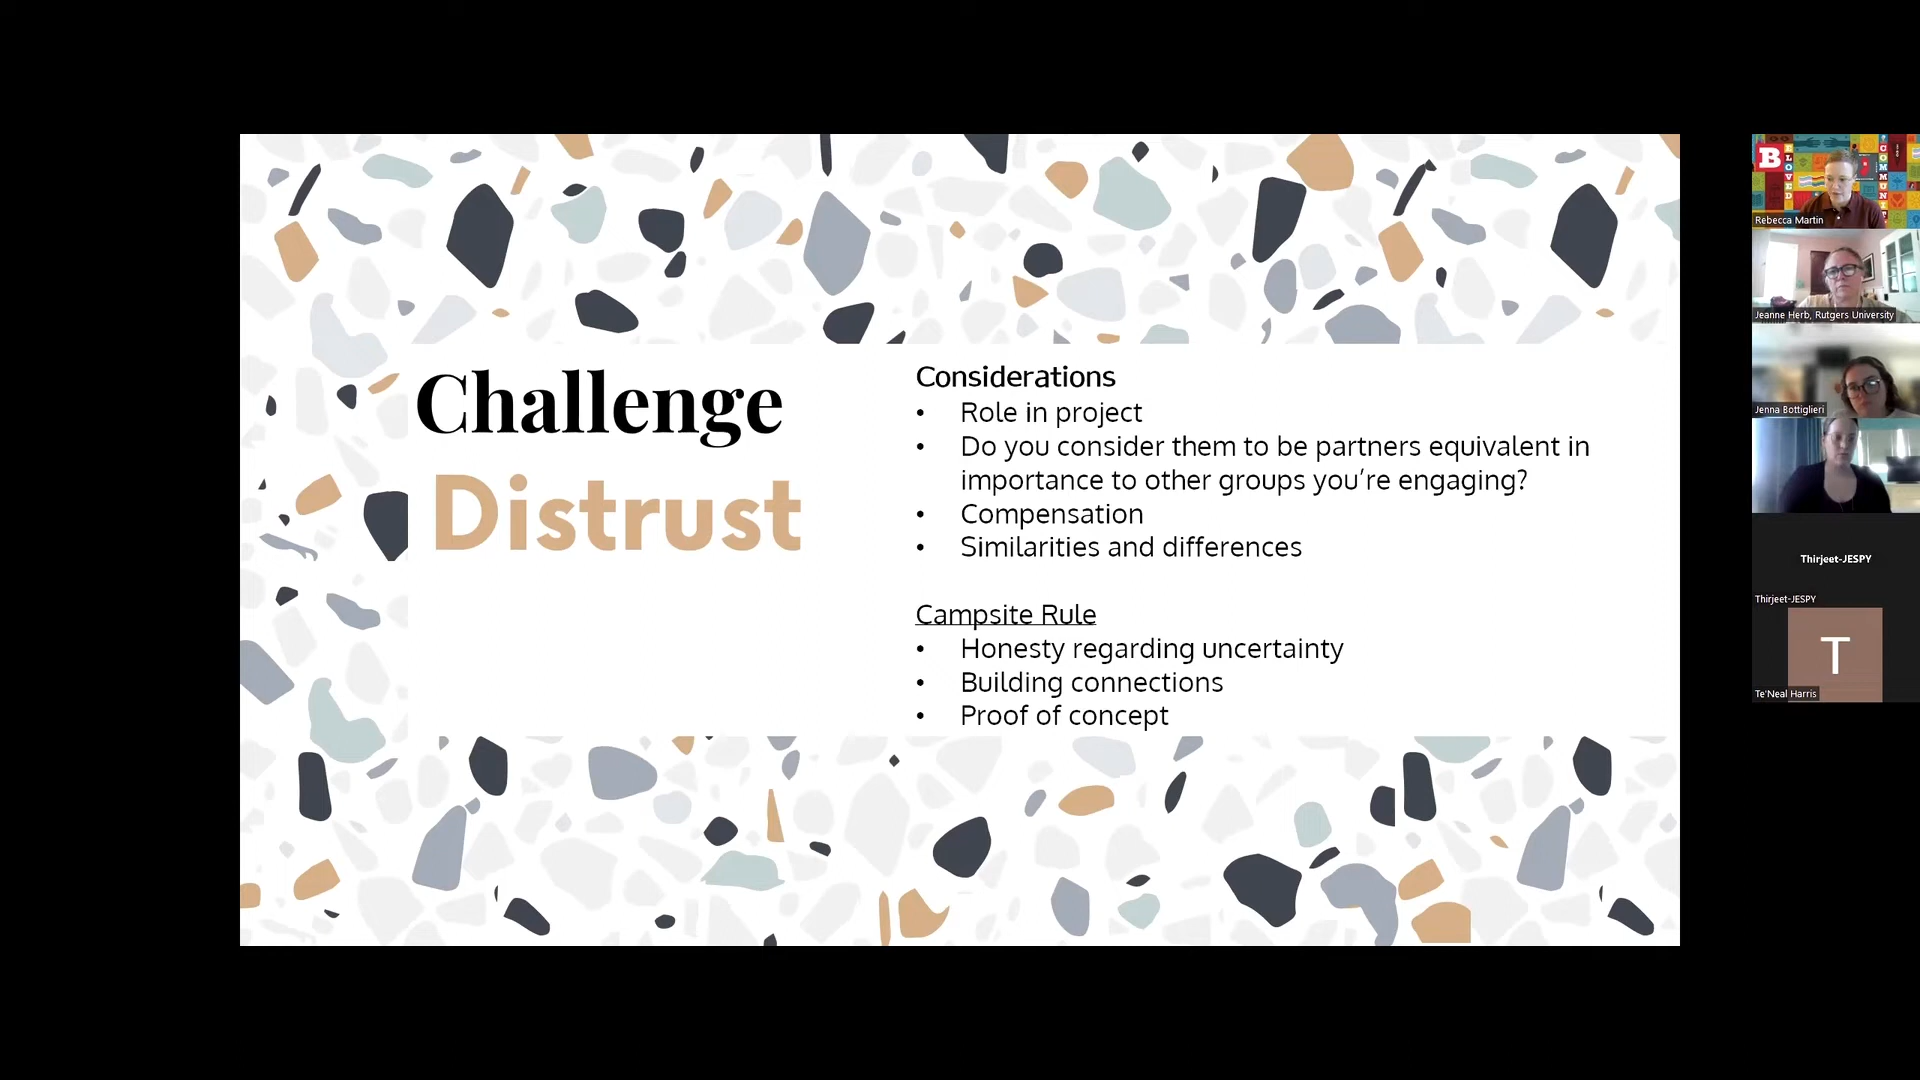 Challenge
Distrust
Considerations
• Role in project
• Do you consider them to be partners equivalent in
importance to other groups you’re engaging?
• Compensation
• Similarities and differences
Campsite Rule
• Honesty regarding uncertainty
• Building connections
• Proof of concept
B
Rebecca Martin
Jeanne Herb, Rutgers University
Jenna Bottiglieri
Thirjeet-JESPY
Thirjeet-JESPY
T
Te'Neal Harris